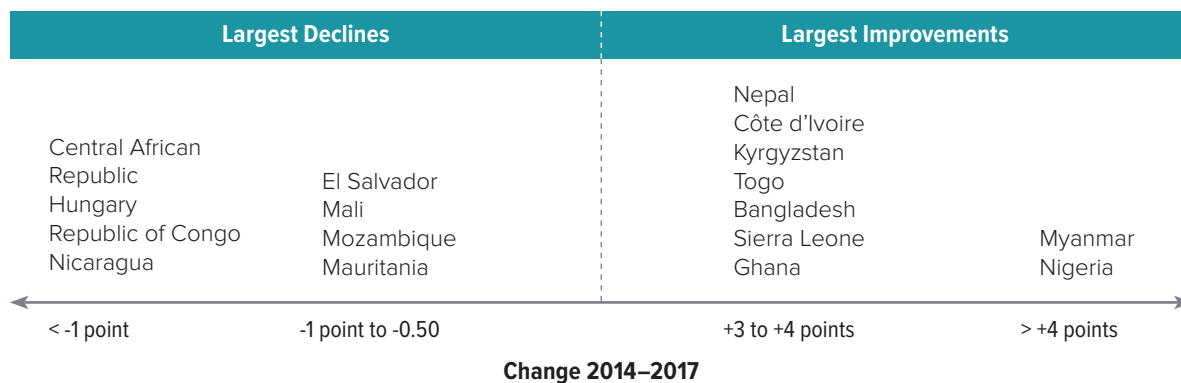 Largest Declines
Largest Improvements
Central African
Republic
Hungary
Republic of Congo
Nicaragua
El Salvador
Mali
Mozambique
Mauritania
Nepal
Côte d’Ivoire
Kyrgyzstan
Togo
Bangladesh
Sierra Leone
Ghana
Myanmar
Nigeria
< -1 point
-1 point to -0.50
+3 to +4 points
> +4 points
Change 2014–2017